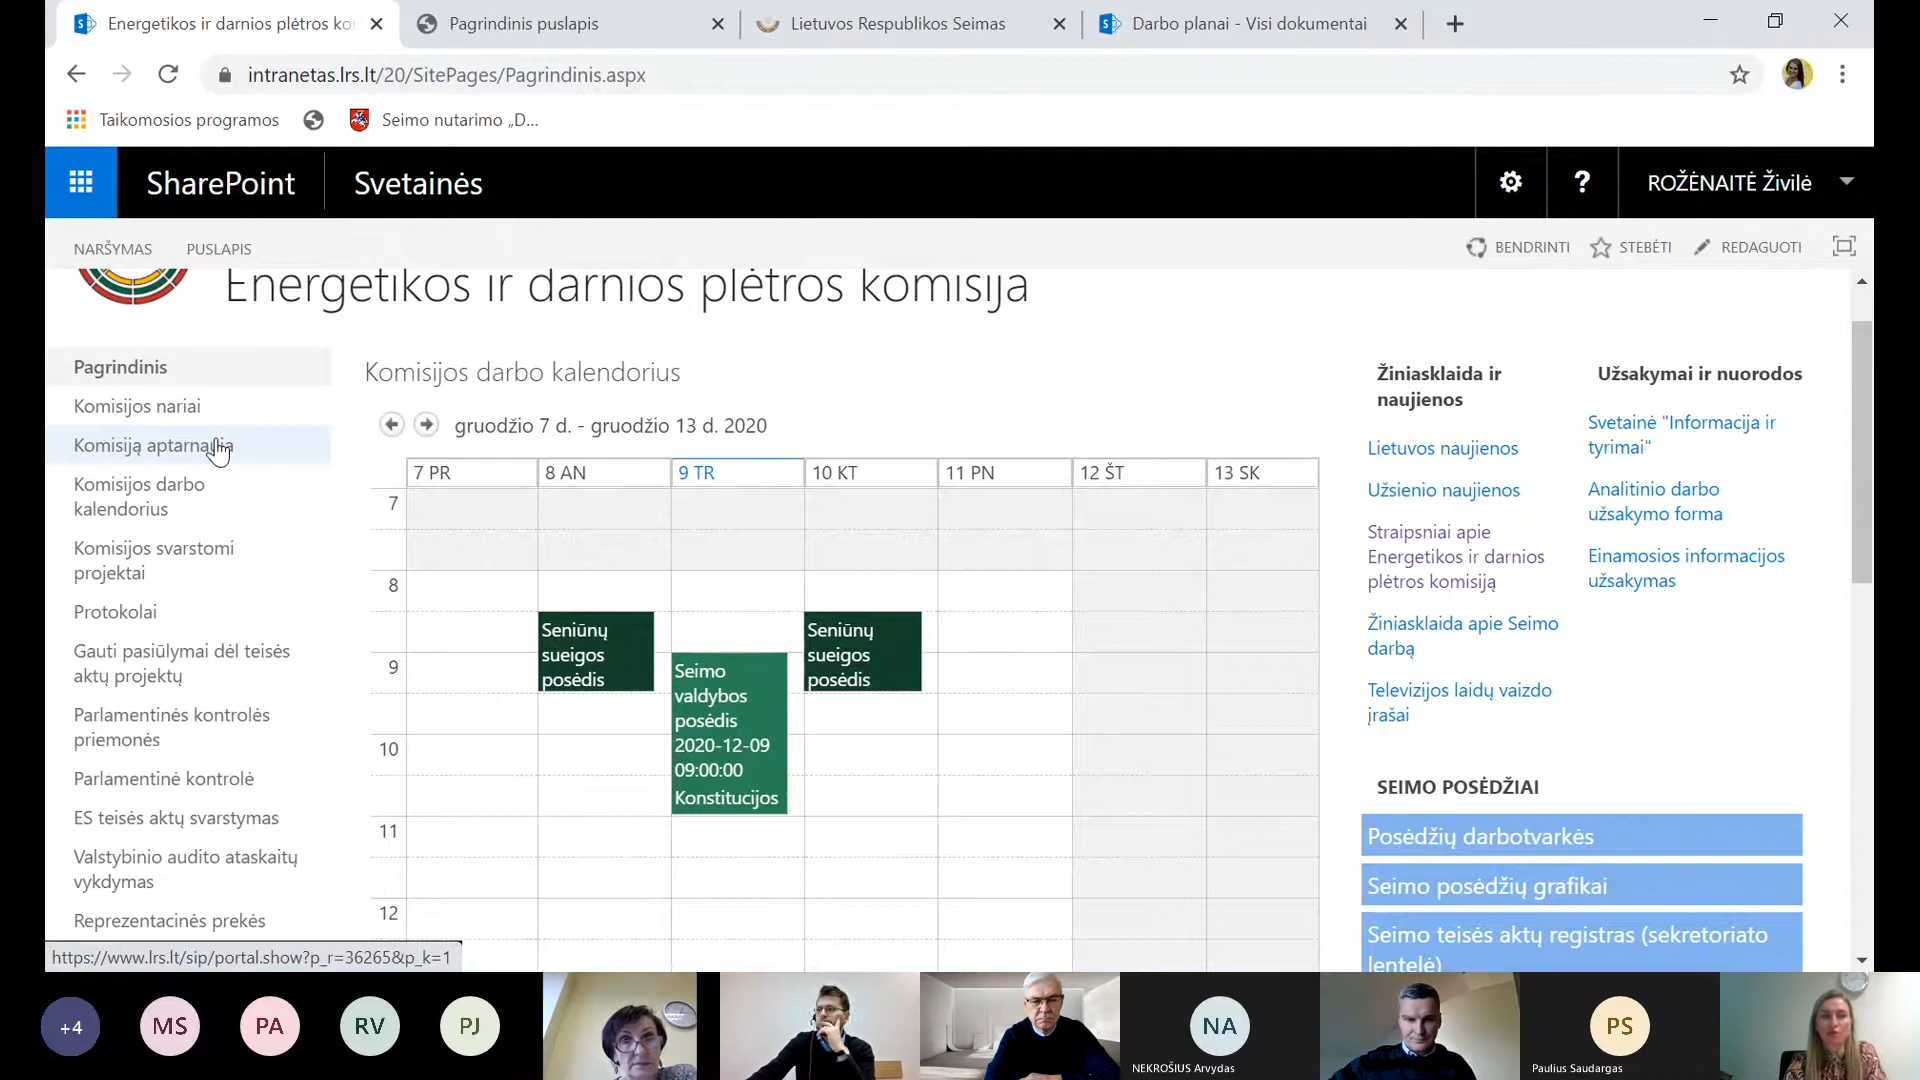 Energetikos ir darnios plėtros ko
Pagrindinis puslapis
Lietuvos Respublikos Seimas
Darbo planai - Visi dokumentai
intranetas.lrs.lt/20/SitePages/Pagrindinis.aspx
Taikomosios programos
Seimo nutarimo „D...
SharePoint
Svetainės
?
ROŽĖNAITĖ Živilė
NARŠYMAS
PUSLAPIS
BENDRINTI
STEBĖTI
REDAGUOTI
Energetikos ir darnios plėtros komisija
Pagrindinis
Komisijos nariai
Komisiją aptarnauja
Komisijos darbo
kalendorius
Komisijos svarstomi
projektai
Protokolai
Gauti pasiūlymai dėl teisės
aktų projektų
Parlamentinės kontrolės
priemonės
Parlamentinė kontrolė
ES teisės aktų svarstymas
Valstybinio audito ataskaitų
vykdymas
Reprezentacinės prekės
https://www.lrs.lt/sip/portal.show?p_r=36265&p_k=1
Komisijos darbo kalendorius
gruodžio 7 d. - gruodžio 13 d. 2020
7 PR
8 AN
9 TR
10 KT
11 PN
12 ŠT
13 SK
7
8
9
10
11
12
Seniūnų
sueigos
posėdis
Seimo
valdybos
posėdis
2020-12-09
09:00:00
Konstitucijos
Seniūnų
sueigos
posėdis
Žiniasklaida ir
naujienos
Lietuvos naujienos
Užsienio naujienos
Straipsniai apie
Energetikos ir darnios
plėtros komisiją
Žiniasklaida apie Seimo
darbą
Televizijos laidų vaizdo
įrašai
Užsakymai ir nuorodos
Svetainė "Informacija ir
tyrimai"
Analitinio darbo
užsakymo forma
Einamosios informacijos
užsakymas
SEIMO POSĖDŽIAI
Posėdžių darbotvarkės
Seimo posėdžių grafikai
Seimo teisės aktų registras (sekretoriato
lentelė)
+4
MS
PA
RV
PJ
NA
NEKROŠIUS Arvydas
PS
Paulius Saudargas